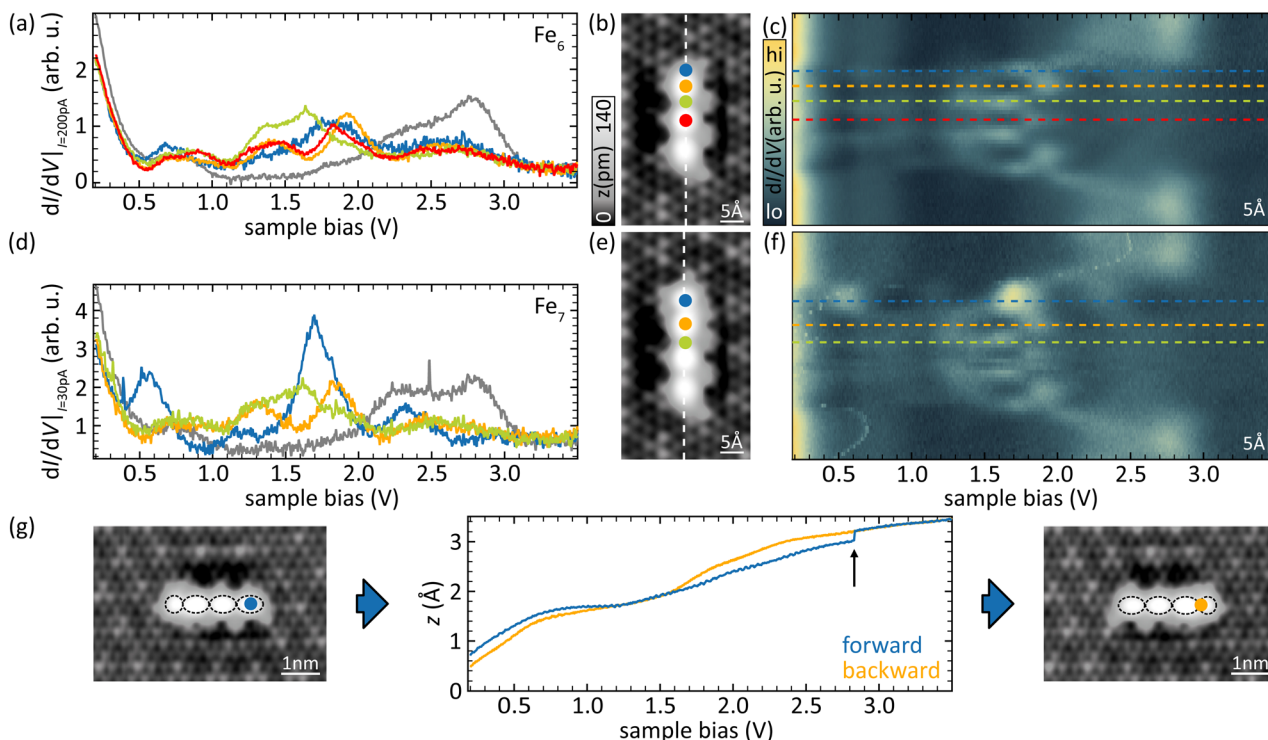 (a)
dI/dV|I=200pA (arb. u.)
2
1
0
Fe6
0.5 1.0 1.5 2.0 2.5 3.0
sample bias (V)
(b)
0 z(pm) 140
5Å
(c)
lo dI/dV(arb. u.) hi
5Å
(d)
dI/dV|I=30pA (arb. u.)
4
3
2
1
Fe7
0.5 1.0 1.5 2.0 2.5 3.0
sample bias (V)
(e)
5Å
(f)
5Å
0.5 1.0 1.5 2.0 2.5 3.0
sample bias (V)
(g)
1nm
z (Å)
3
2
1
0
forward
backward
0.5 1.0 1.5 2.0 2.5 3.0
sample bias (V)
1nm